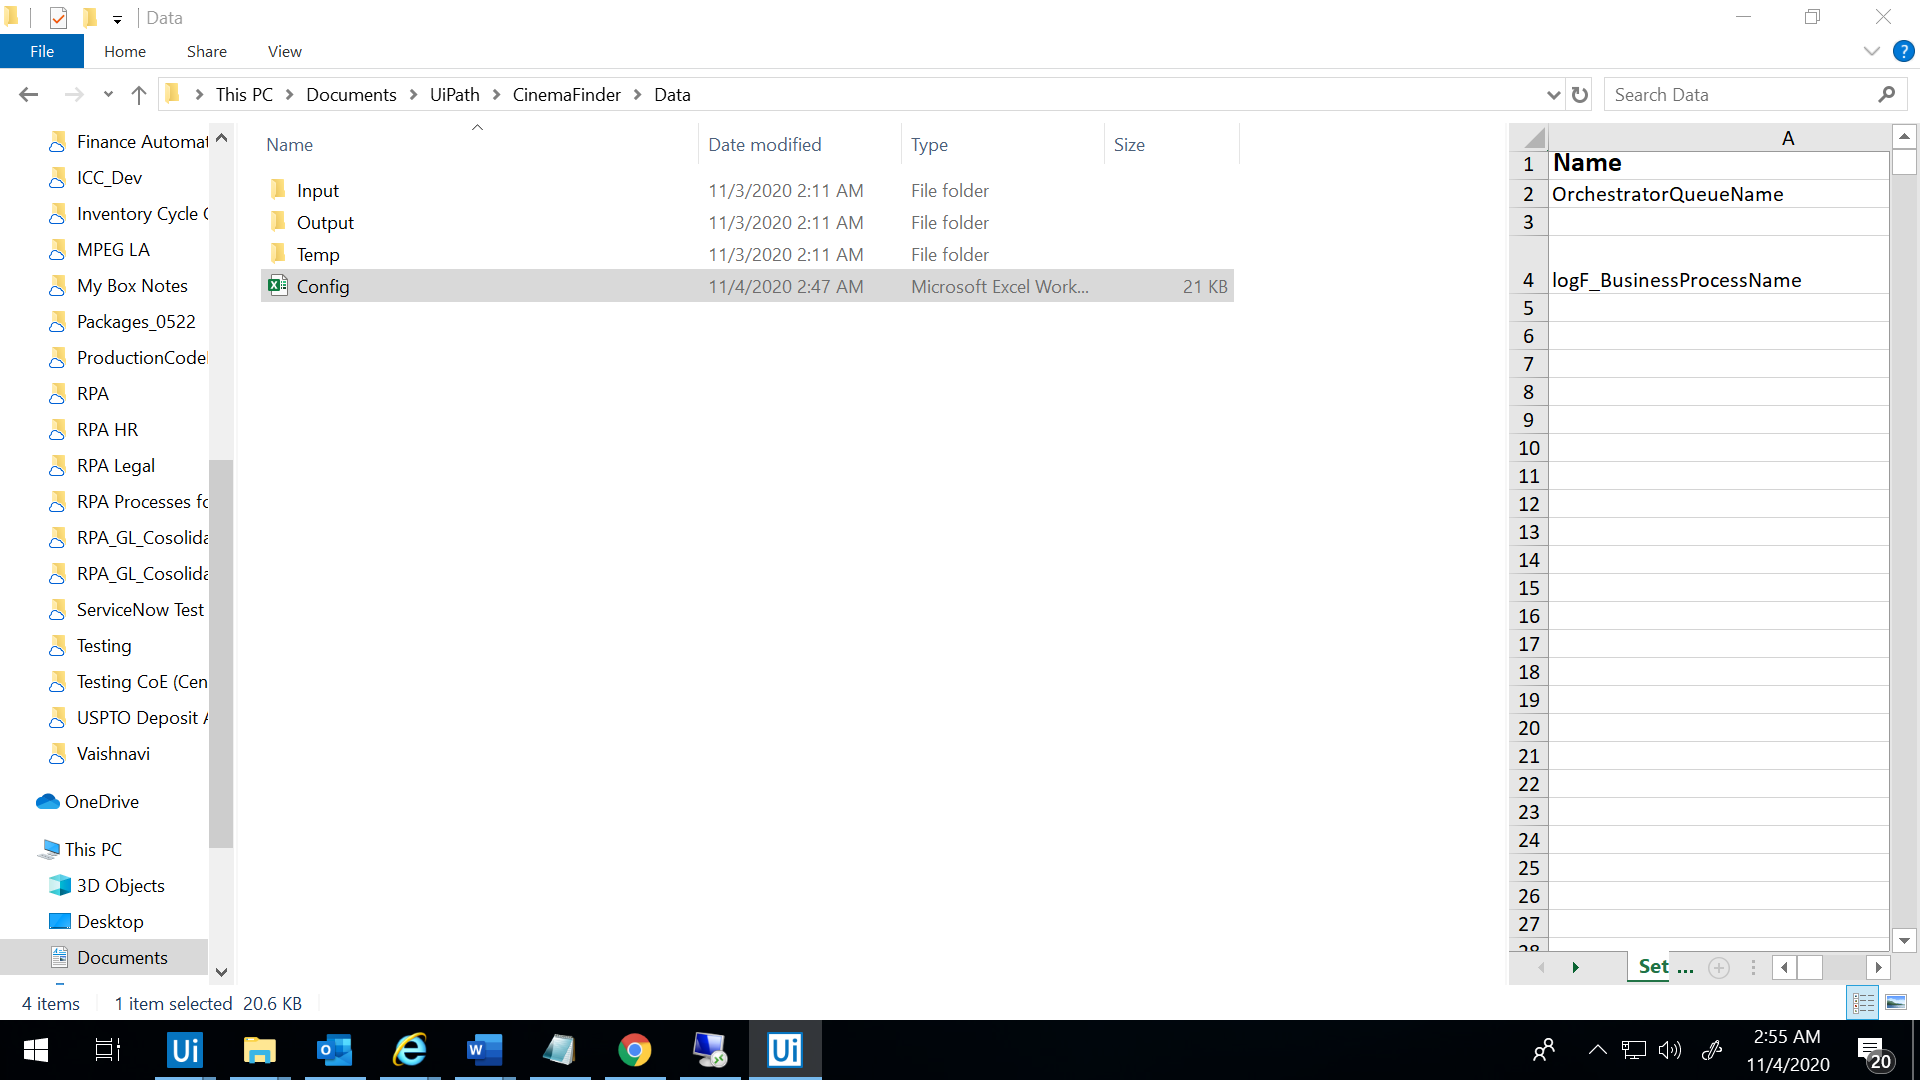 Data
File Home Share View
?
This PC Documents UiPath CinemaFinder Data
Search Data
Finance Automat
ICC_Dev
Inventory Cycle C
MPEG LA
My Box Notes
Packages_0522
ProductionCode
RPA
RPA HR
RPA Legal
RPA Processes fo
RPA_GL_Cosolida
RPA_GL_Cosolida
ServiceNow Test
Testing
Testing CoE (Cen
USPTO Deposit A
Vaishnavi
OneDrive
This PC
3D Objects
Desktop
Documents
Name Date modified Type Size
Input 11/3/2020 2:11 AM File folder
Output 11/3/2020 2:11 AM File folder
Temp 11/3/2020 2:11 AM File folder
Config 11/4/2020 2:47 AM Microsoft Excel Work... 21 KB
A
1 Name
2 OrchestratorQueueName
3
4 logF_BusinessProcessName
5
6
7
8
9
10
11
12
13
14
15
16
17
18
19
20
21
22
23
24
25
26
27
28
Set ...
4 items 1 item selected 20.6 KB
Ui
Ui
2:55 AM
11/4/2020
20